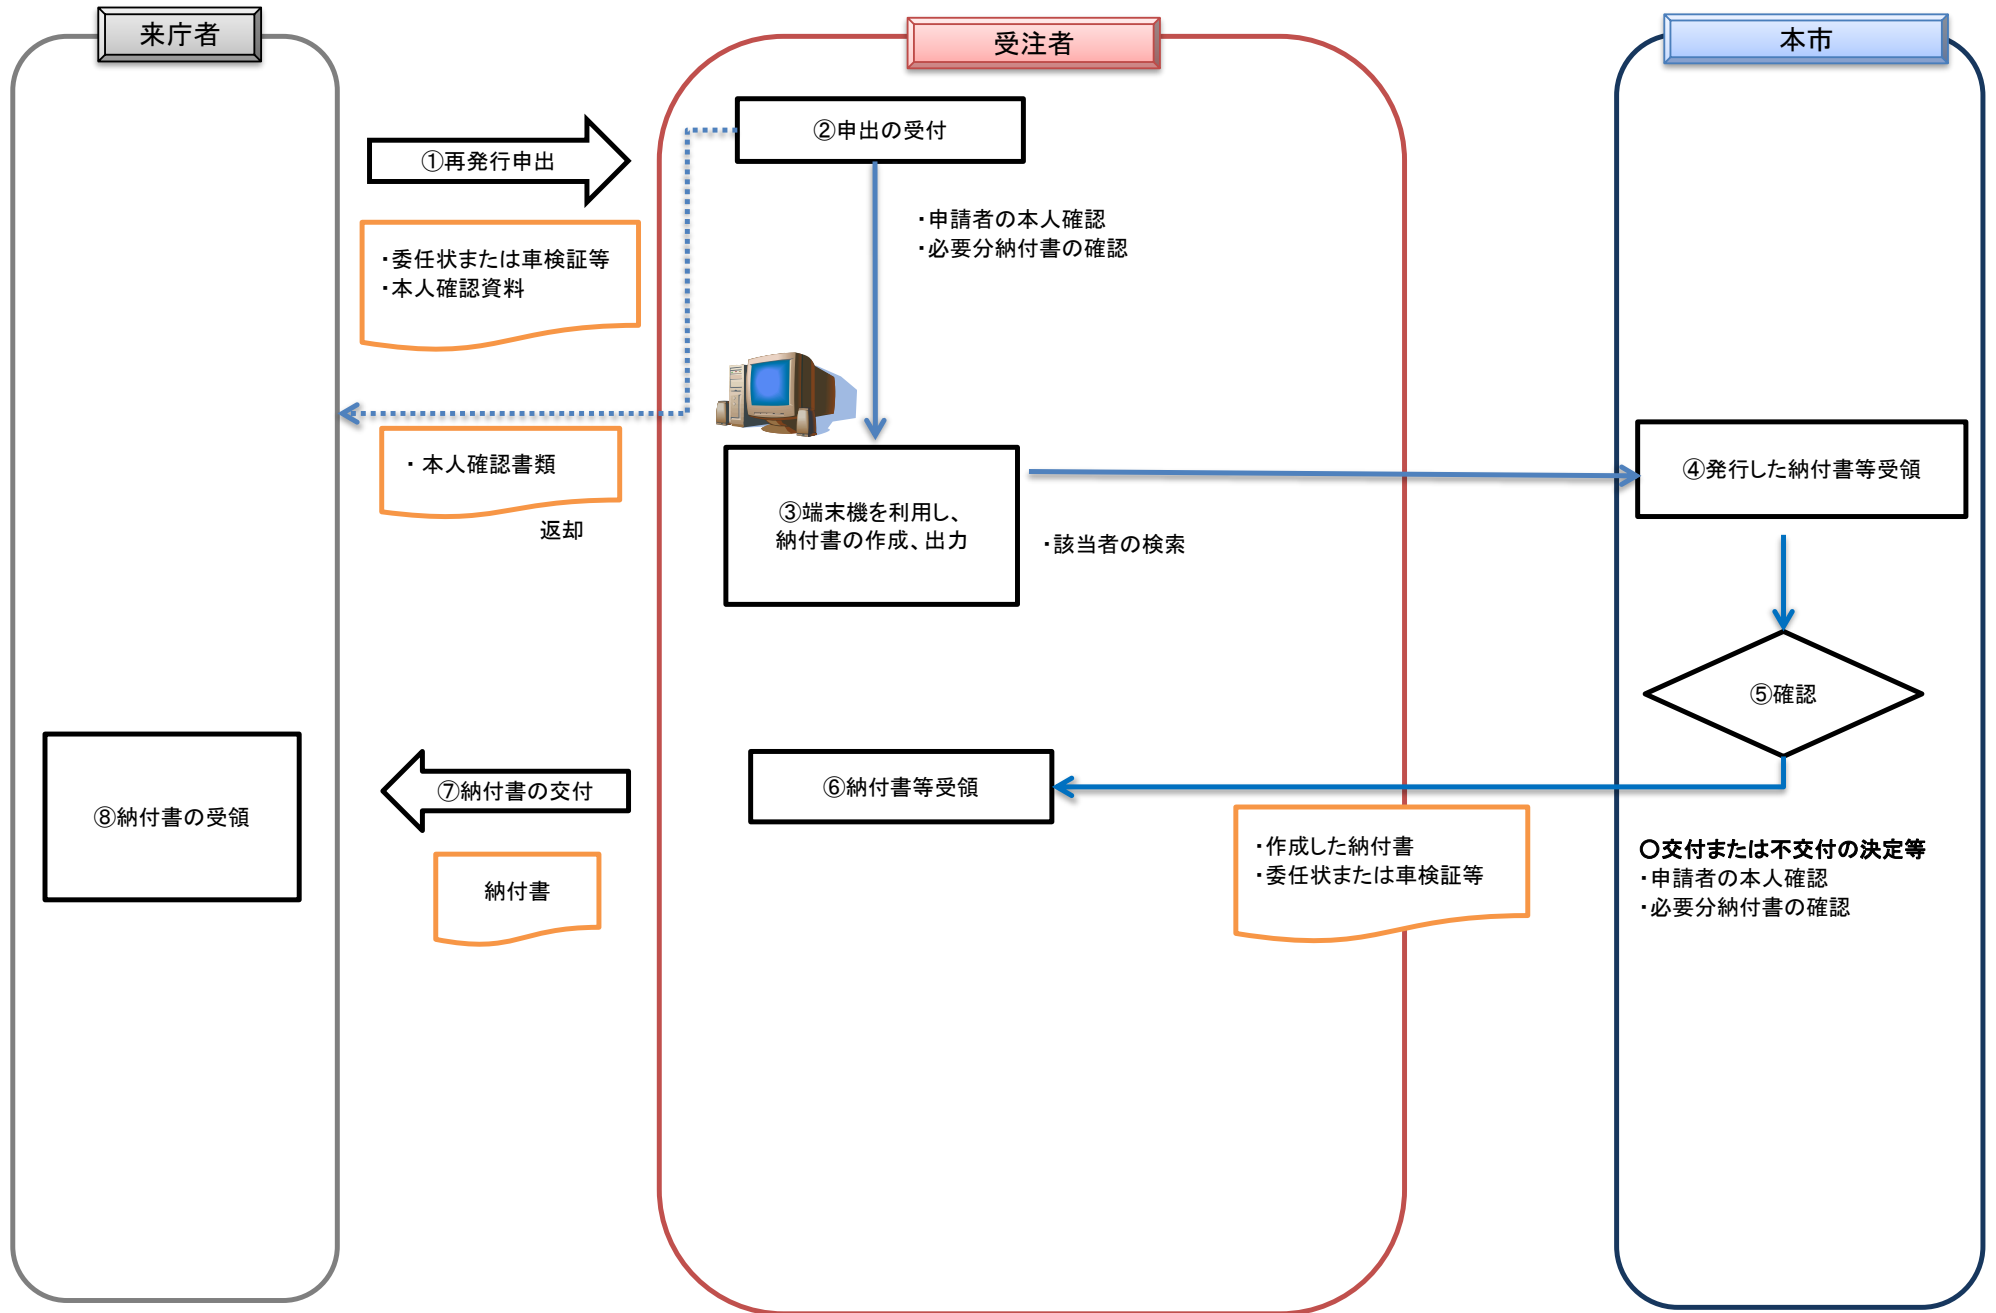 来庁者
受注者
本市
①再発行申出
・委任状または車検証等
・本人確認資料
②申出の受付
・申請者の本人確認
・必要分納付書の確認
・本人確認書類
返却
③端末機を利用し、
納付書の作成、出力
・該当者の検索
④発行した納付書等受領
⑤確認
〇交付または不交付の決定等
・申請者の本人確認
・必要分納付書の確認
⑥納付書等受領
・作成した納付書
・委任状または車検証等
⑦納付書の交付
納付書
⑧納付書の受領